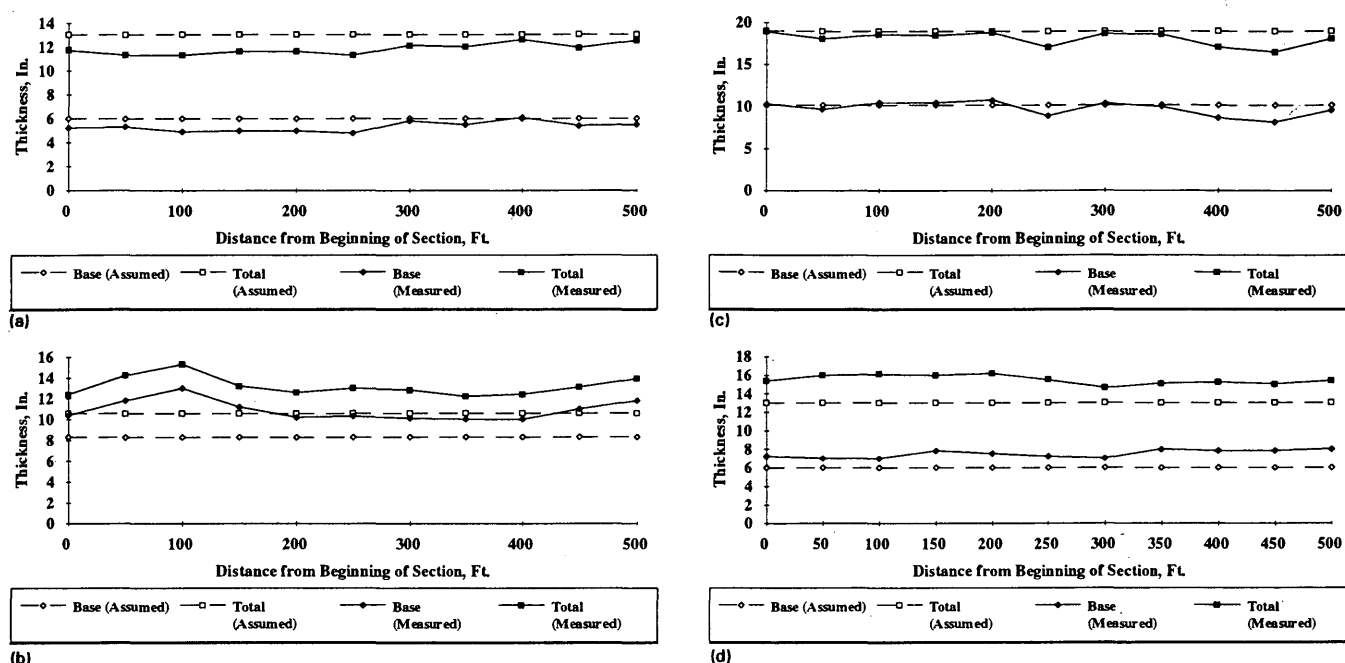 14
12
10
8
6
4
2
0
Thickness, In.
0 100 200 300 400 500
Distance from Beginning of Section, Ft.
Base (Assumed) Total (Assumed) Base (Measured) Total (Measured)
(a)
20
15
10
5
0
Thickness, In.
0 100 200 300 400 500
Distance from Beginning of Section, Ft.
Base (Assumed) Total (Assumed) Base (Measured) Total (Measured)
(c)
16
14
12
10
8
6
4
2
0
Thickness, In.
0 100 200 300 400 500
Distance from Beginning of Section, Ft.
Base (Assumed) Total (Assumed) Base (Measured) Total (Measured)
(b)
18
16
14
12
10
8
6
4
2
0
Thickness, In.
0 50 100 150 200 250 300 350 400 450 500
Distance from Beginning of Section, Ft.
Base (Assumed) Total (Assumed) Base (Measured) Total (Measured)
(d)